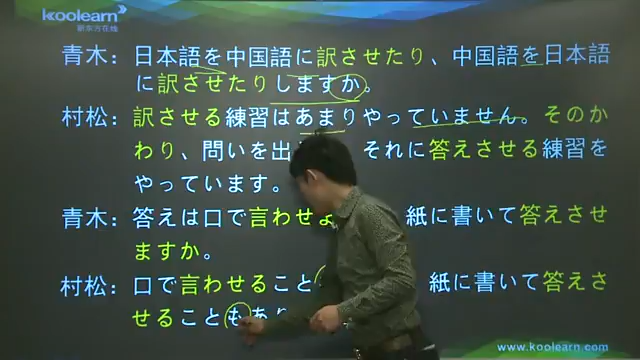 koolearn
新东方在线
青木：日本語を中国語に訳させたり、中国語を日本語
に訳させたりしますか。
村松：訳させる練習はあまりやっていません。そのか
わり、問いを出 それに答えさせる練習を
やっています。
青木：答えは口で言わせ 紙に書いて答えさせ
ますか。
村松：口で言わせること 紙に書いて答えさ
せることもあ
www.koolearn.com